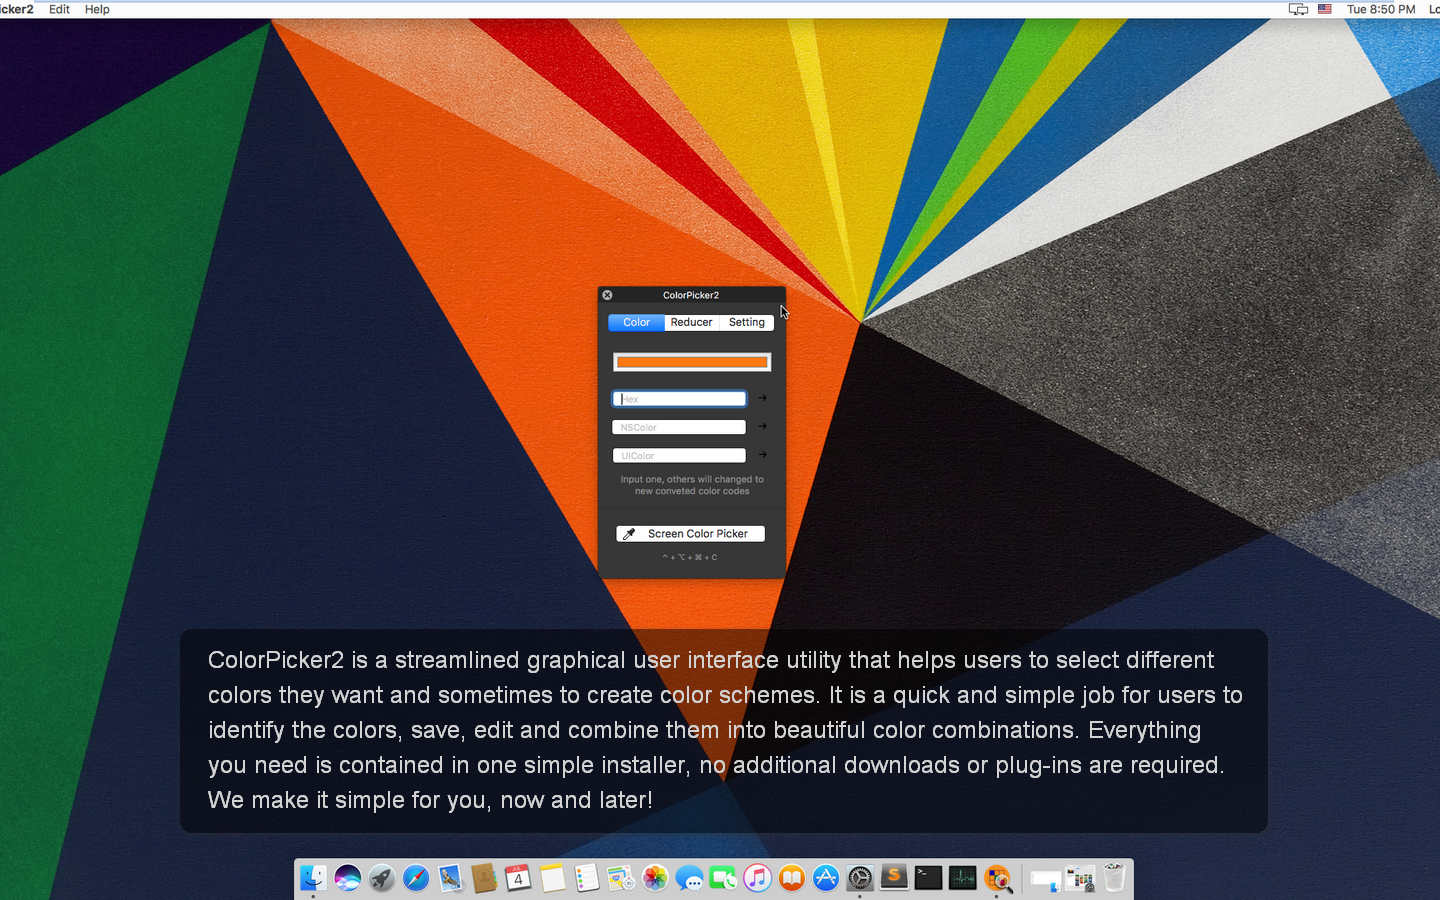 icker2 Edit Help Tue 8:50 PM Lo
ColorPicker2
Color Reducer Setting
Hex
NSColor
UIColor
Input one, others will changed to
new conveted color codes
Screen Color Picker
^ + ⌥ + ⌘ + C
ColorPicker2 is a streamlined graphical user interface utility that helps users to select different
colors they want and sometimes to create color schemes. It is a quick and simple job for users to
identify the colors, save, edit and combine them into beautiful color combinations. Everything
you need is contained in one simple installer, no additional downloads or plug-ins are required.
We make it simple for you, now and later!
JUL
4
S
>_